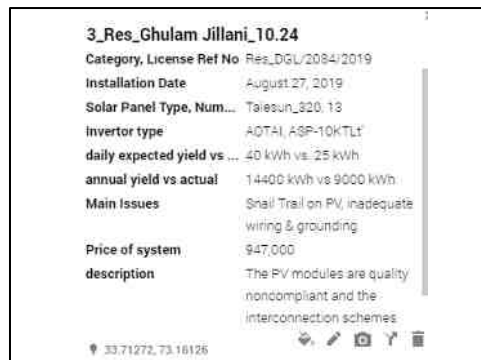 3_Res_Ghulam Jillani_10.24
Category, License Ref No Res_DGL/2084/2019
Installation Date August 27, 2019
Solar Panel Type, Num... Talesun_320, 13
Invertor type AOTAI, ASP-10KTLt
daily expected yield vs ... 40 kWh vs. 25 kWh
annual yield vs actual 14400 kWh vs 9000 kWh
Main Issues Snail Trail on PV, inadequate
wiring & grounding
Price of system 947,000
description The PV modules are quality
noncompliant and the
interconnection schemes
33.71272, 73.16126